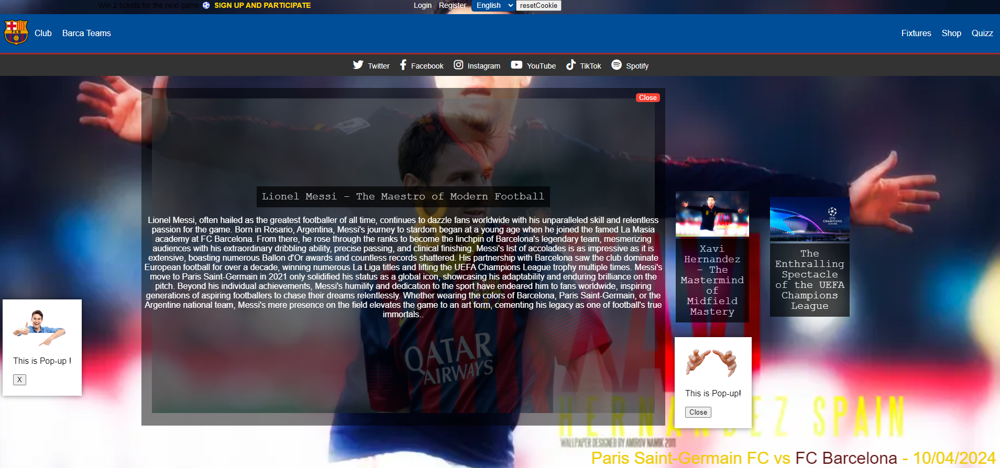 Win 2 tickets for the next game SIGN UP AND PARTICIPATE
Login Register English resetCookie
FCB
Club Barca Teams
Fixtures Shop Quizz
Twitter Facebook Instagram YouTube TikTok Spotify
Close
Lionel Messi - The Maestro of Modern Football
Lionel Messi, often hailed as the greatest footballer of all time, continues to dazzle fans worldwide with his unparalleled skill and relentless
passion for the game. Born in Rosario, Argentina, Messi's journey to stardom began at a young age when he joined the famed La Masia
academy at FC Barcelona. From there, he rose through the ranks to become the linchpin of Barcelona's legendary team, mesmerizing
audiences with his extraordinary dribbling ability, precise passing, and clinical finishing. Messi's list of accolades is as impressive as it is
extensive, boasting numerous Ballon d'Or awards and countless records shattered. His partnership with Barcelona saw the club dominate
European football for over a decade, winning numerous La Liga titles and lifting the UEFA Champions League trophy multiple times. Messi's
move to Paris Saint-Germain in 2021 only solidified his status as a global icon, showcasing his adaptability and enduring brilliance on the
pitch. Beyond his individual achievements, Messi's humility and dedication to the sport have endeared him to fans worldwide, inspiring
generations of aspiring footballers to chase their dreams relentlessly. Whether wearing the colors of Barcelona, Paris Saint-Germain, or the
Argentine national team, Messi's mere presence on the field elevates the game to an art form, cementing his legacy as one of football's true
immortals..
QATAR
AIRWAYS
Xavi
Hernandez
- The
Mastermind
of
Midfield
Mastery
CHAMPIONS
LEAGUE
The
Enthralling
Spectacle
of the UEFA
Champions
League
This is Pop-up !
X
This is Pop-up!
Close
XAVI
HERNANDEZ SPAIN
WALLPAPER DESIGNED BY AMIROV NAMIK 2011
Paris Saint-Germain FC vs FC Barcelona - 10/04/2024